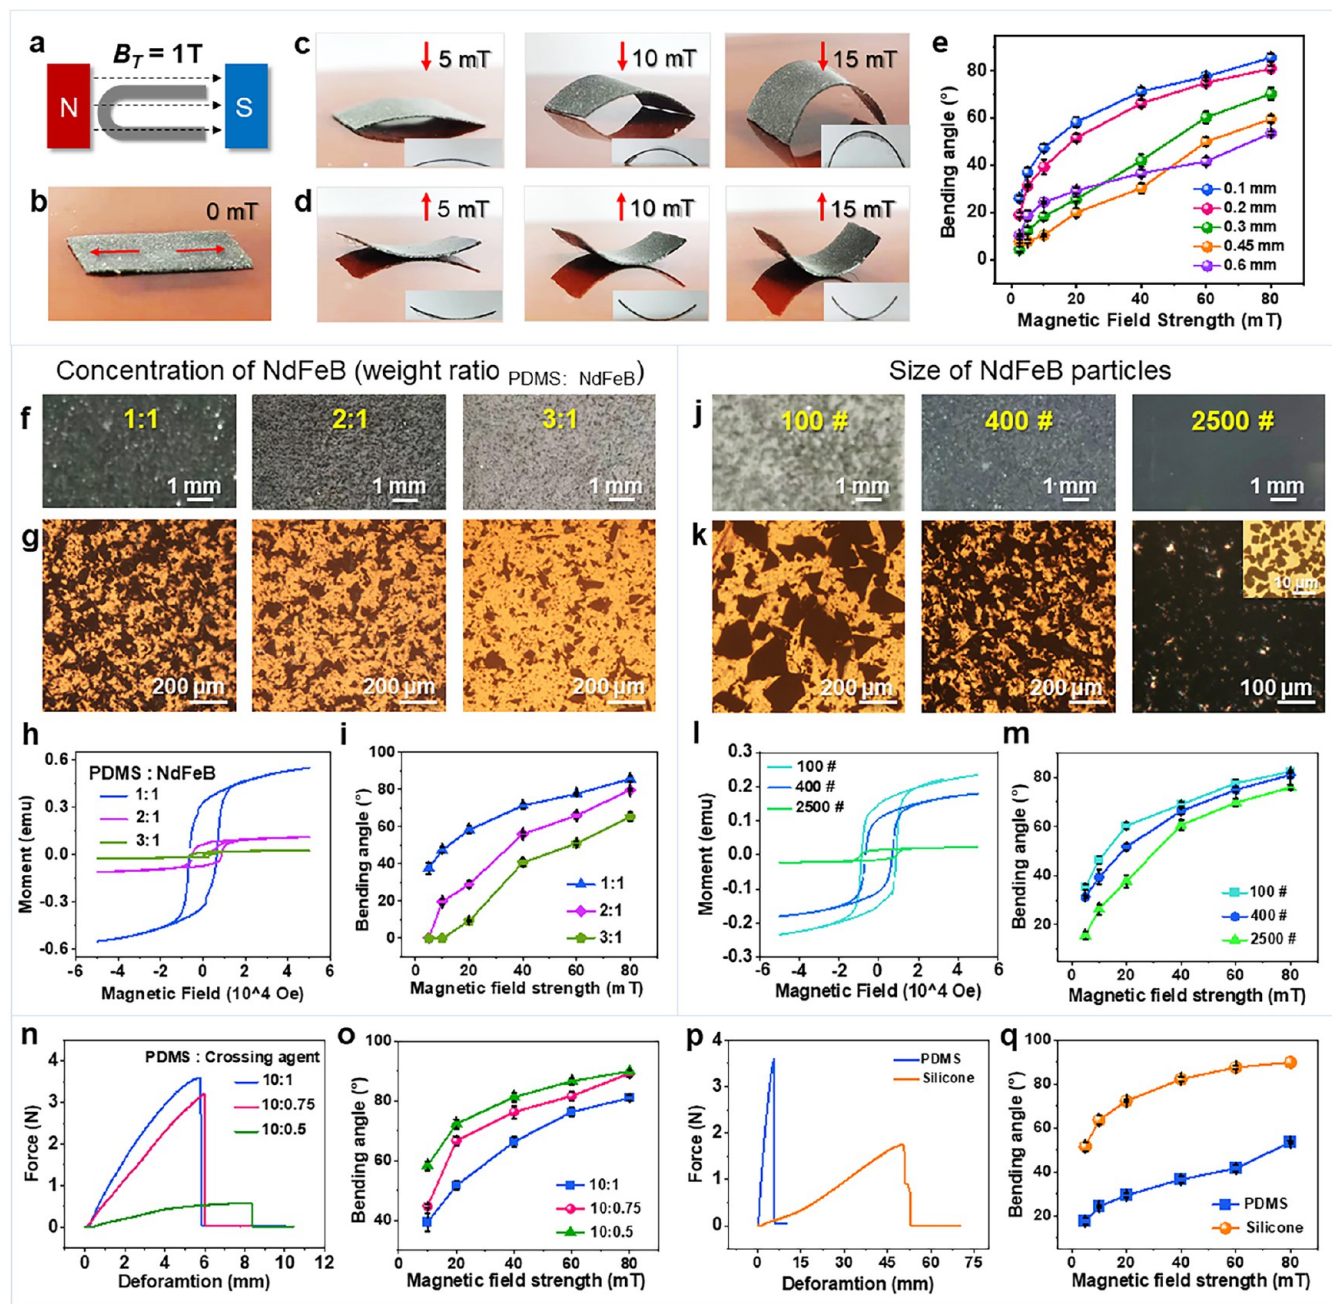 a
B_T = 1T
N
S
b
0 mT
c
5 mT
10 mT
15 mT
d
5 mT
10 mT
15 mT
e
80
60
40
20
0
Bending angle (°)
0.1 mm
0.2 mm
0.3 mm
0.45 mm
0.6 mm
0 20 40 60 80
Magnetic Field Strength (mT)
Concentration of NdFeB (weight ratio PDMS: NdFeB)
f
1:1
2:1
3:1
1 mm
1 mm
1 mm
g
200 μm
200 μm
200 μm
Size of NdFeB particles
j
100 #
400 #
2500 #
1 mm
1 mm
1 mm
k
10 μm
200 μm
200 μm
100 μm
h
0.6
0.3
0.0
-0.3
-0.6
Moment (emu)
PDMS : NdFeB
1:1
2:1
3:1
-6 -4 -2 0 2 4 6
Magnetic Field (10^4 Oe)
i
100
80
60
40
20
0
Bending angle (°)
1:1
2:1
3:1
0 20 40 60 80
Magnetic field strength (mT)
l
0.3
0.2
0.1
0.0
-0.1
-0.2
-0.3
Moment (emu)
100 #
400 #
2500 #
-6 -4 -2 0 2 4 6
Magnetic Field (10^4 Oe)
m
80
60
40
20
Bending angle (°)
100 #
400 #
2500 #
0 20 40 60 80
Magnetic field strength (mT)
n
4
3
2
1
0
Force (N)
PDMS : Crossing agent
10:1
10:0.75
10:0.5
0 2 4 6 8 10 12
Deforamtion (mm)
o
100
80
60
40
Bending angle (°)
10:1
10:0.75
10:0.5
0 20 40 60 80
Magnetic field strength (mT)
p
4
3
2
1
0
Force (N)
PDMS
Silicone
0 15 30 45 60 75
Deforamtion (mm)
q
100
80
60
40
20
Bending angle (°)
PDMS
Silicone
0 20 40 60 80
Magnetic field strength (mT)